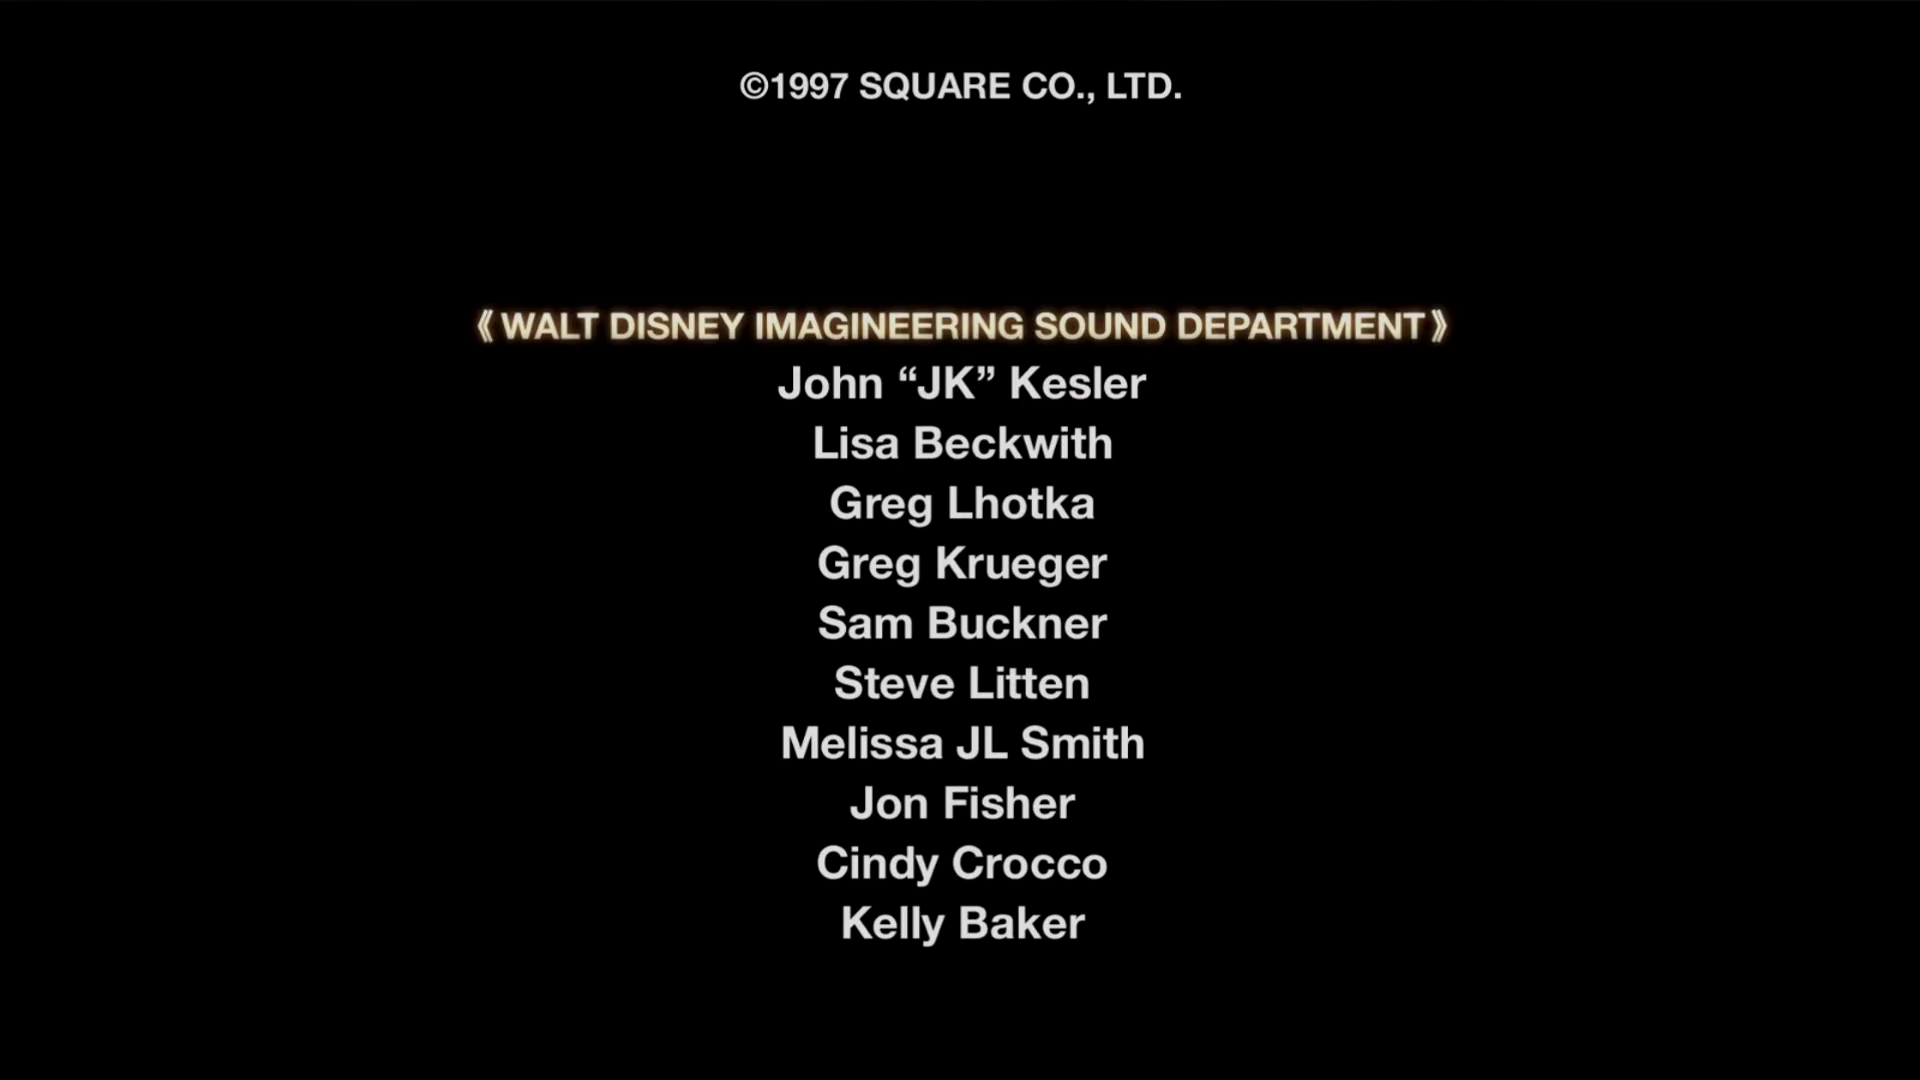 ©1997 SQUARE CO., LTD.
《WALT DISNEY IMAGINEERING SOUND DEPARTMENT》
John “JK” Kesler
Lisa Beckwith
Greg Lhotka
Greg Krueger
Sam Buckner
Steve Litten
Melissa JL Smith
Jon Fisher
Cindy Crocco
Kelly Baker